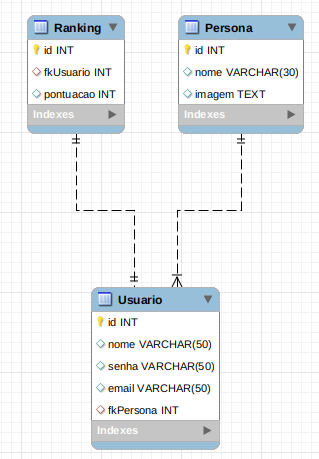 Ranking
id INT
fkUsuario INT
pontuacao INT
Indexes
Persona
id INT
nome VARCHAR(30)
imagem TEXT
Indexes
Usuario
id INT
nome VARCHAR(50)
senha VARCHAR(50)
email VARCHAR(50)
fkPersona INT
Indexes